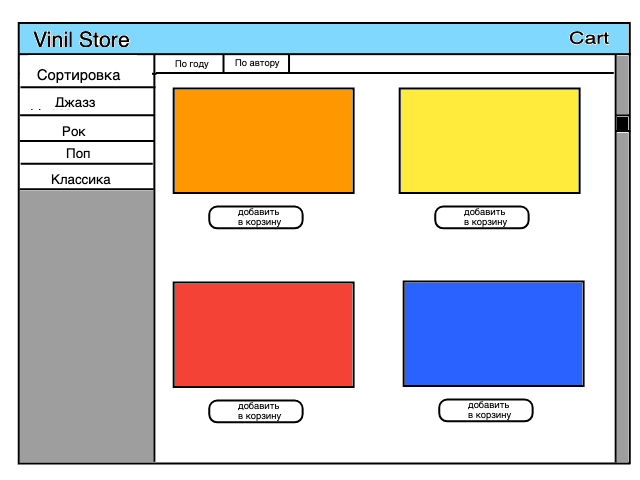 Vinil Store
Cart
Сортировка
По году
По автору
Джазз
Рок
Поп
Классика
добавить
в корзину
добавить
в корзину
добавить
в корзину
добавить
в корзину